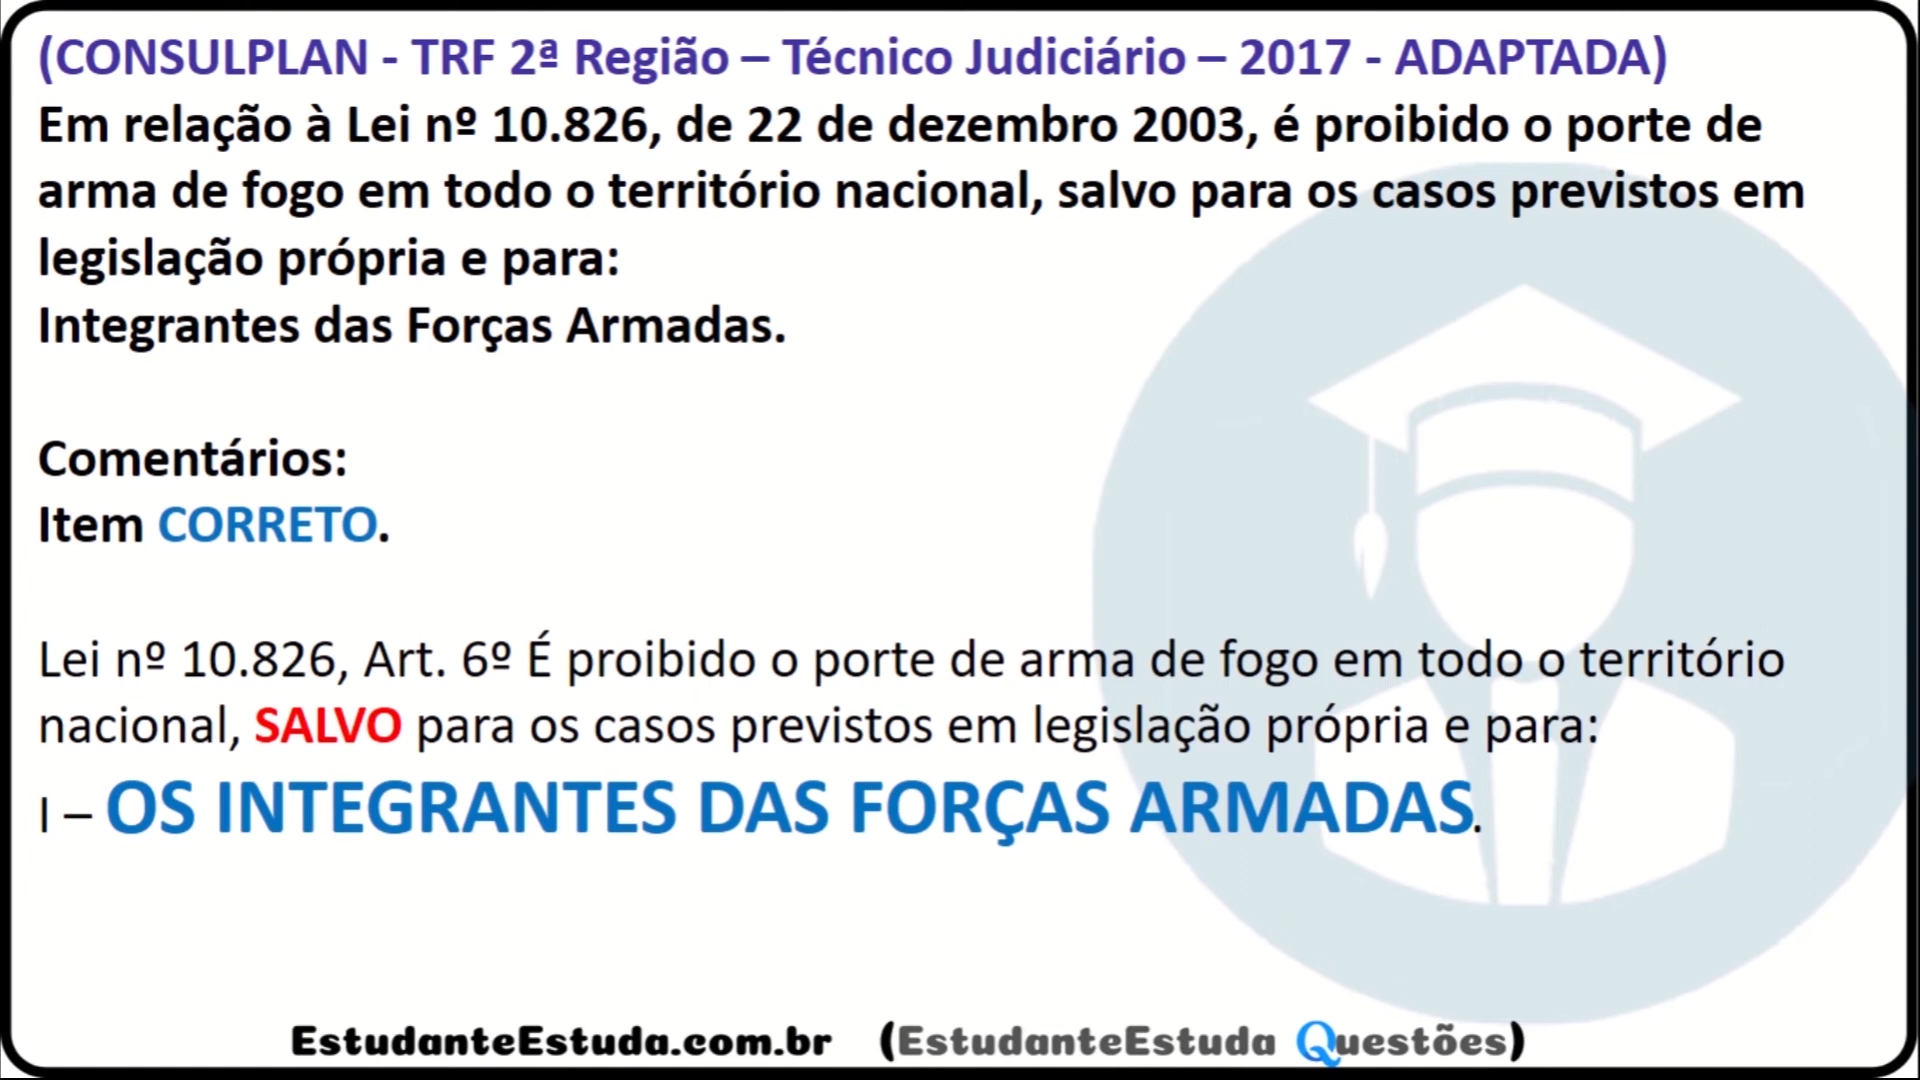 (CONSULPLAN - TRF 2ª Região – Técnico Judiciário – 2017 - ADAPTADA)
Em relação à Lei nº 10.826, de 22 de dezembro 2003, é proibido o porte de
arma de fogo em todo o território nacional, salvo para os casos previstos em
legislação própria e para:
Integrantes das Forças Armadas.
Comentários:
Item CORRETO.
Lei nº 10.826, Art. 6º É proibido o porte de arma de fogo em todo o território
nacional, SALVO para os casos previstos em legislação própria e para:
I – OS INTEGRANTES DAS FORÇAS ARMADAS.
EstudanteEstuda.com.br (EstudanteEstuda Questões)